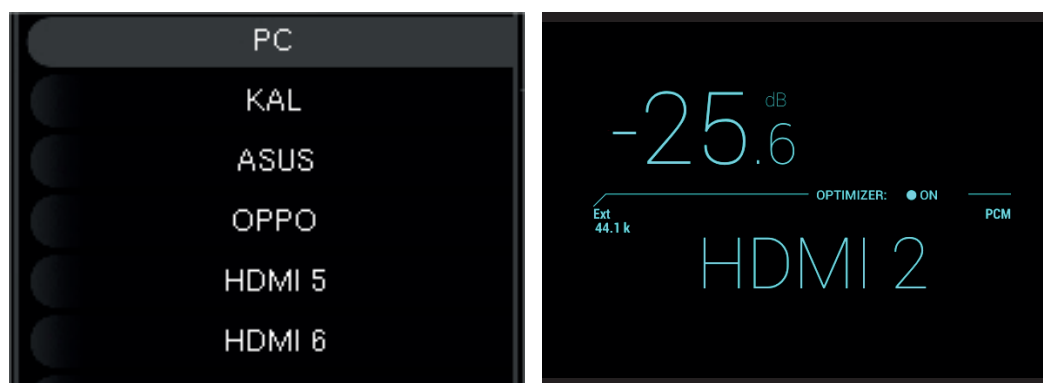 PC
KAL
ASUS
OPPO
HDMI 5
HDMI 6
-25.6 dB
OPTIMIZER: ● ON
Ext
44.1 k
PCM
HDMI 2